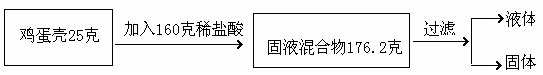 鸡蛋壳25克
加入160克稀盐酸
固液混合物176.2克
过滤
液体
固体